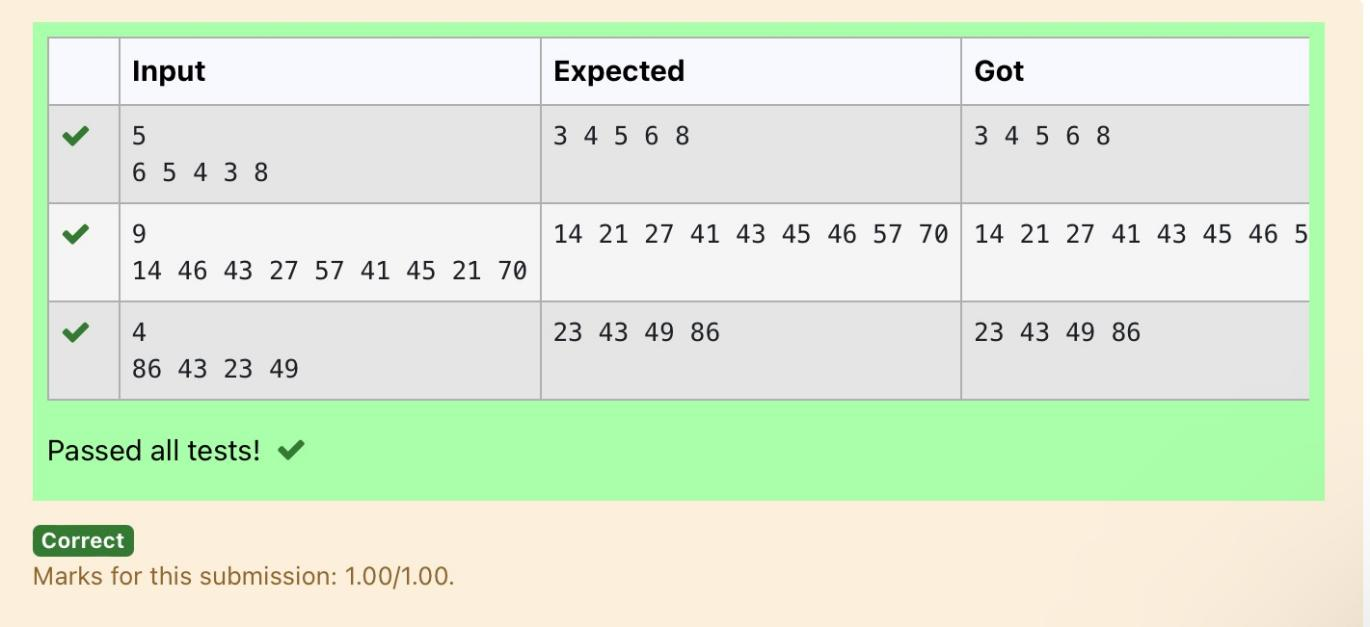 Input Expected Got
5 3 4 5 6 8 3 4 5 6 8
6 5 4 3 8
9 14 21 27 41 43 45 46 57 70 14 21 27 41 43 45 46 5
14 46 43 27 57 41 45 21 70
4 23 43 49 86 23 43 49 86
86 43 23 49
Passed all tests!
Correct
Marks for this submission: 1.00/1.00.